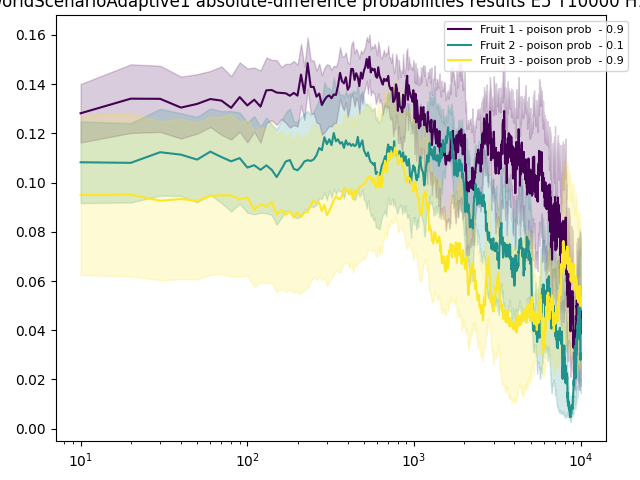 orldScenarioAdaptive1 absolute-difference probabilities results E5 T10000 H
Fruit 1 - poison prob - 0.9
Fruit 2 - poison prob - 0.1
Fruit 3 - poison prob - 0.9
0.16
0.14
0.12
0.10
0.08
0.06
0.04
0.02
0.00
10¹ 10² 10³ 10⁴